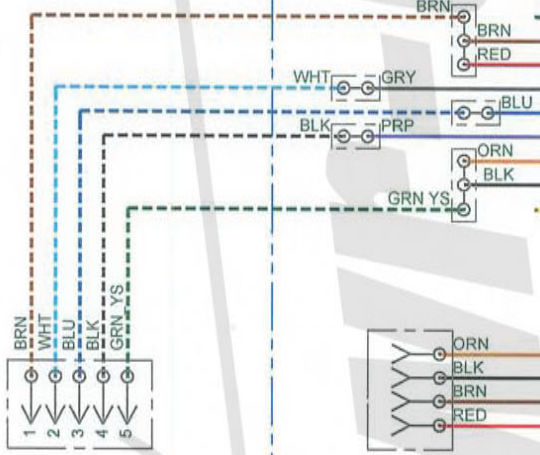 BRN
BRN
RED
WHT GRY
BLU
BLK PRP
ORN
BLK
GRN YS
BRN
WHT
BLU
BLK
GRN YS
1 2 3 4 5
ORN
BLK
BRN
RED